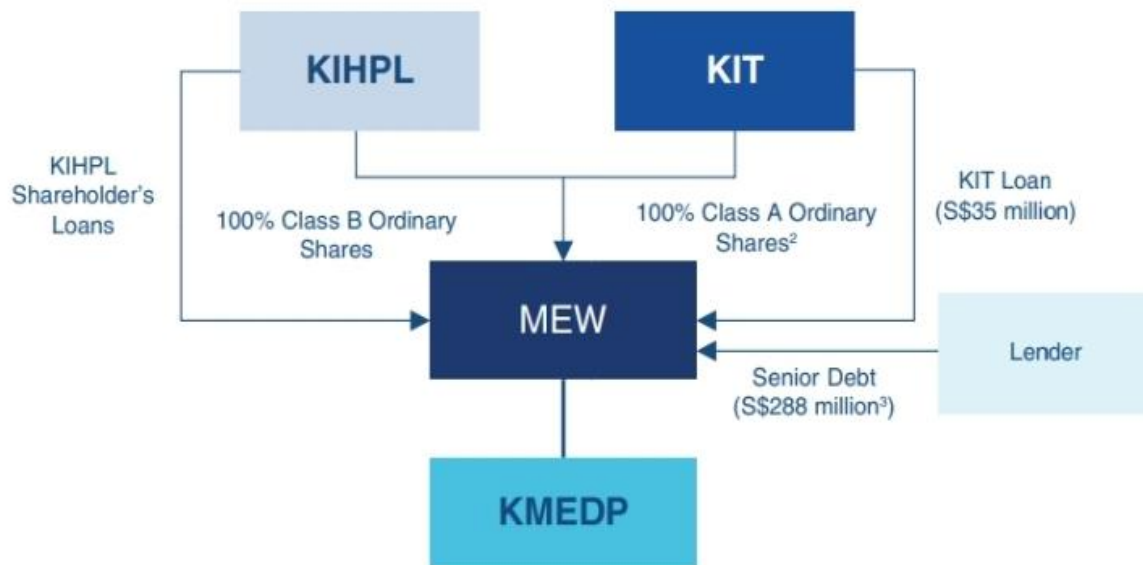 KIHPL
KIT
KIHPL
Shareholder's
Loans
100% Class B Ordinary
Shares
100% Class A Ordinary
Shares²
KIT Loan
(S$35 million)
MEW
Lender
Senior Debt
(S$288 million³)
KMEDP